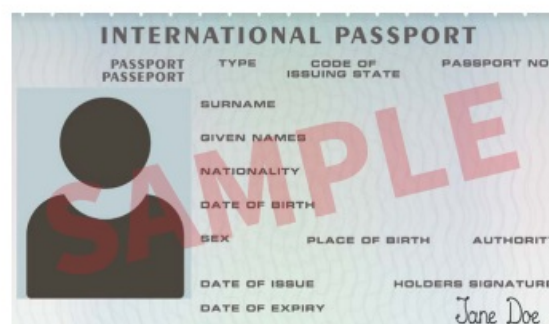 INTERNATIONAL PASSPORT
PASSPORT TYPE CODE OF PASSPORT NO
PASSEPORT ISSUING STATE
SURNAME
GIVEN NAMES
NATIONALITY
DATE OF BIRTH
SEX PLACE OF BIRTH AUTHORITY
DATE OF ISSUE HOLDERS SIGNATURE
DATE OF EXPIRY Jane Doe
SAMPLE